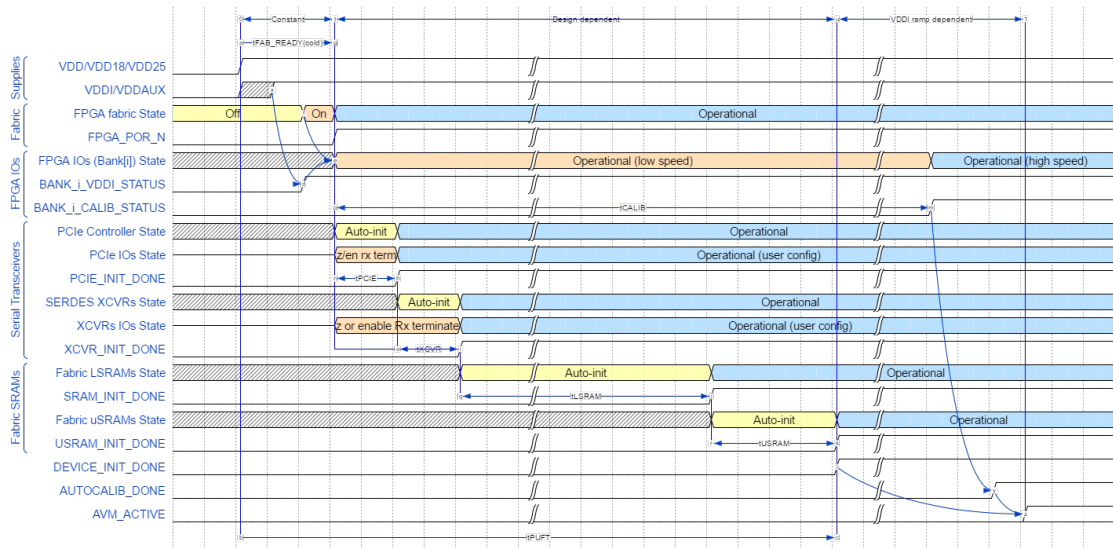 Constant Design dependent VDDI ramp dependent
tFAB_READY(cold)
Supplies
VDD/VDD18/VDD25
VDDI/VDDAUX
Fabric
FPGA fabric State Off On Operational
FPGA_POR_N
FPGA IOs
FPGA IOs (Bank[i]) State Operational (low speed) Operational (high speed)
BANK_i_VDDI_STATUS
BANK_i_CALIB_STATUS tCALIB
Serial Transceivers
PCIe Controller State Auto-init Operational
PCIe IOs State z/en rx term Operational (user config)
PCIE_INIT_DONE tPCIE
SERDES XCVRs State Auto-init Operational
XCVRs IOs State z or enable Rx terminate Operational (user config)
XCVR_INIT_DONE tXCVR
Fabric SRAMs
Fabric LSRAMs State Auto-init Operational
SRAM_INIT_DONE tLSRAM
Fabric uSRAMs State Auto-init Operational
USRAM_INIT_DONE tUSRAM
DEVICE_INIT_DONE
AUTOCALIB_DONE
AVM_ACTIVE
tPUFT